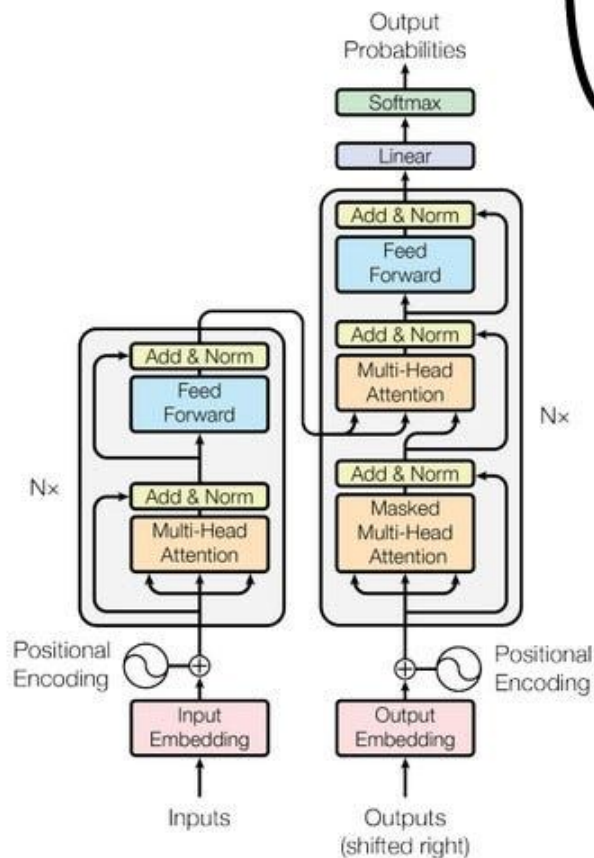 Output
Probabilities
Softmax
Linear
Add & Norm
Feed
Forward
Add & Norm
Multi-Head
Attention
Add & Norm
Masked
Multi-Head
Attention
Nx
Add & Norm
Feed
Forward
Add & Norm
Multi-Head
Attention
Nx
Positional
Encoding
Positional
Encoding
Input
Embedding
Output
Embedding
Inputs
Outputs
(shifted right)